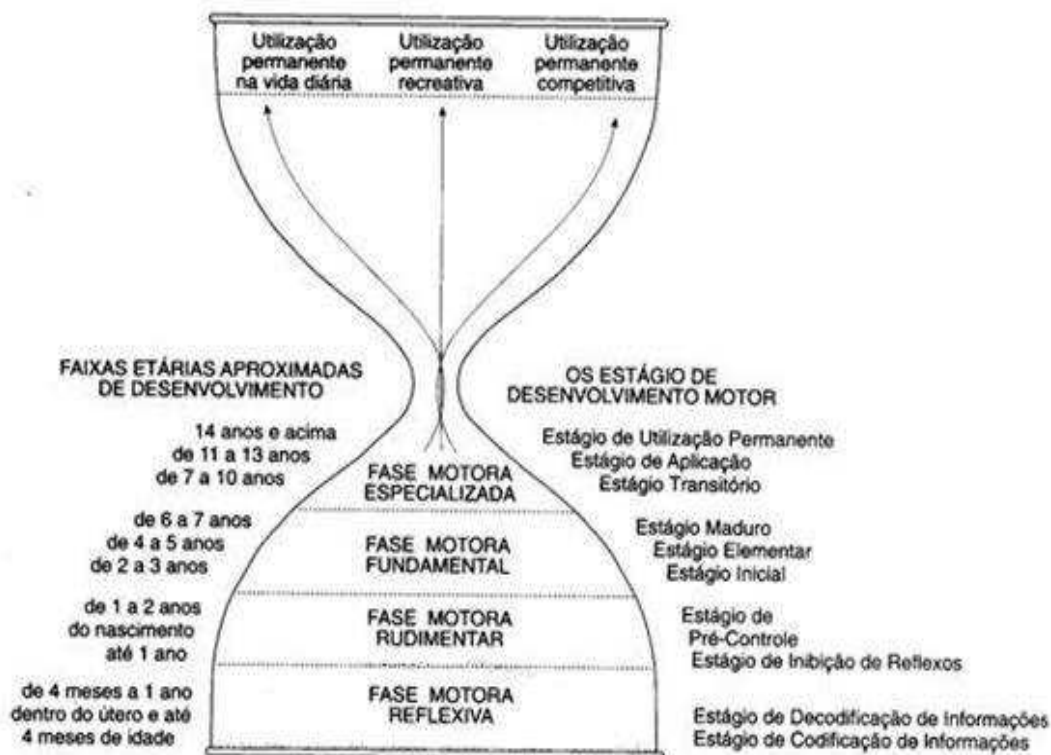 Utilização
permanente
na vida diária
Utilização
permanente
recreativa
Utilização
permanente
competitiva
FAIXAS ETÁRIAS APROXIMADAS
DE DESENVOLVIMENTO
OS ESTÁGIO DE
DESENVOLVIMENTO MOTOR
14 anos e acima
de 11 a 13 anos
de 7 a 10 anos
FASE MOTORA
ESPECIALIZADA
Estágio de Utilização Permanente
Estágio de Aplicação
Estágio Transitório
de 6 a 7 anos
de 4 a 5 anos
de 2 a 3 anos
FASE MOTORA
FUNDAMENTAL
Estágio Maduro
Estágio Elementar
Estágio Inicial
de 1 a 2 anos
do nascimento
até 1 ano
FASE MOTORA
RUDIMENTAR
Estágio de
Pré-Controle
Estágio de Inibição de Reflexos
de 4 meses a 1 ano
dentro do útero e até
4 meses de idade
FASE MOTORA
REFLEXIVA
Estágio de Decodificação de Informações
Estágio de Codificação de Informações